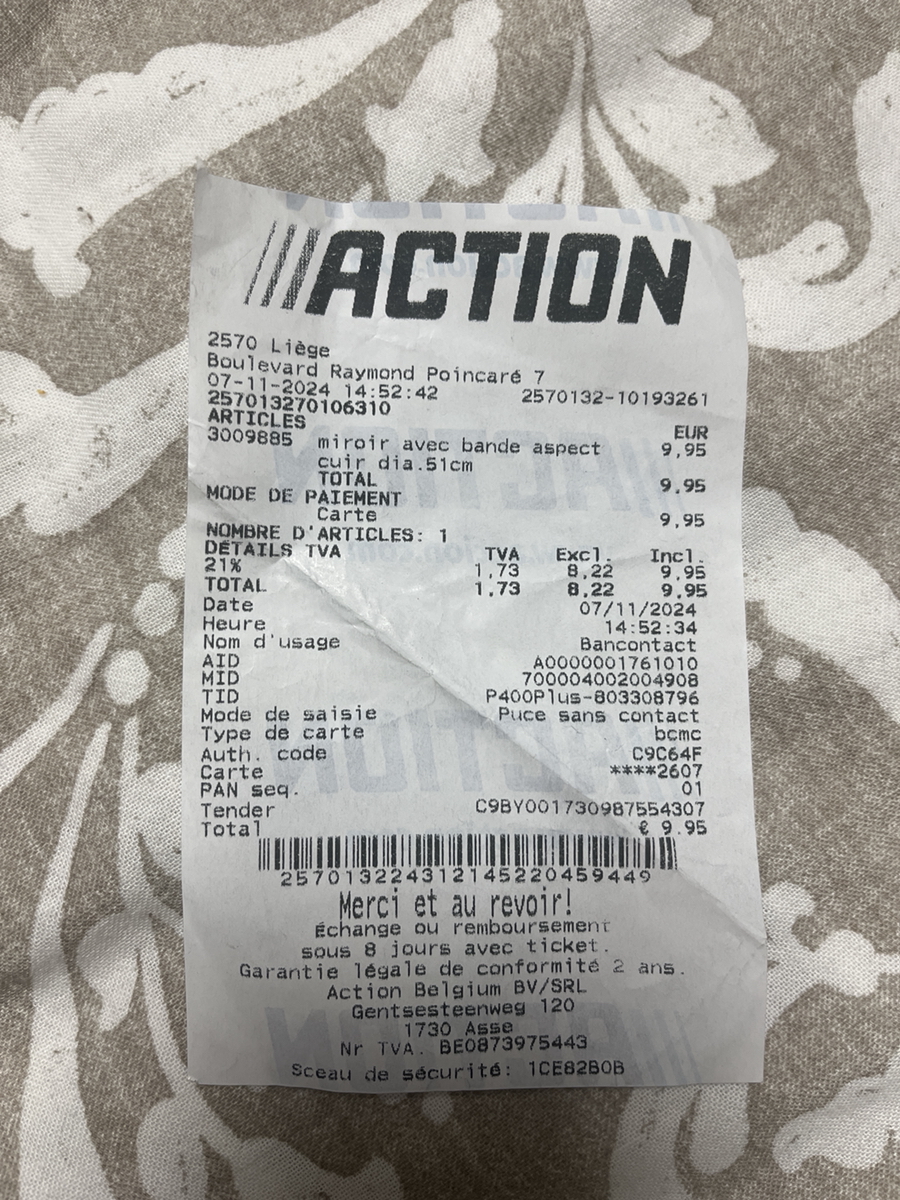 ACTION
2570 Liège
Boulevard Raymond Poincaré 7
07-11-2024 14:52:42 2570132-10193261
257013270106310
ARTICLES EUR
3009885 miroir avec bande aspect 9,95
cuir dia.51cm
TOTAL 9,95
MODE DE PAIEMENT
Carte 9,95
NOMBRE D'ARTICLES: 1
DÉTAILS TVA TVA Excl. Incl.
21% 1,73 8,22 9,95
TOTAL 1,73 8,22 9,95
Date 07/11/2024
Heure 14:52:34
Nom d'usage Bancontact
AID A0000001761010
MID 700004002004908
TID P400Plus-803308796
Mode de saisie Puce sans contact
Type de carte bcmc
Auth. code C9C64F
Carte ****2607
PAN seq. 01
Tender C9BY001730987554307
Total € 9.95
257013224312145220459449
Merci et au revoir!
Échange ou remboursement
sous 8 jours avec ticket.
Garantie légale de conformité 2 ans.
Action Belgium BV/SRL
Gentsesteenweg 120
1730 Asse
Nr TVA. BE0873975443
Sceau de sécurité: 1CE82B0B